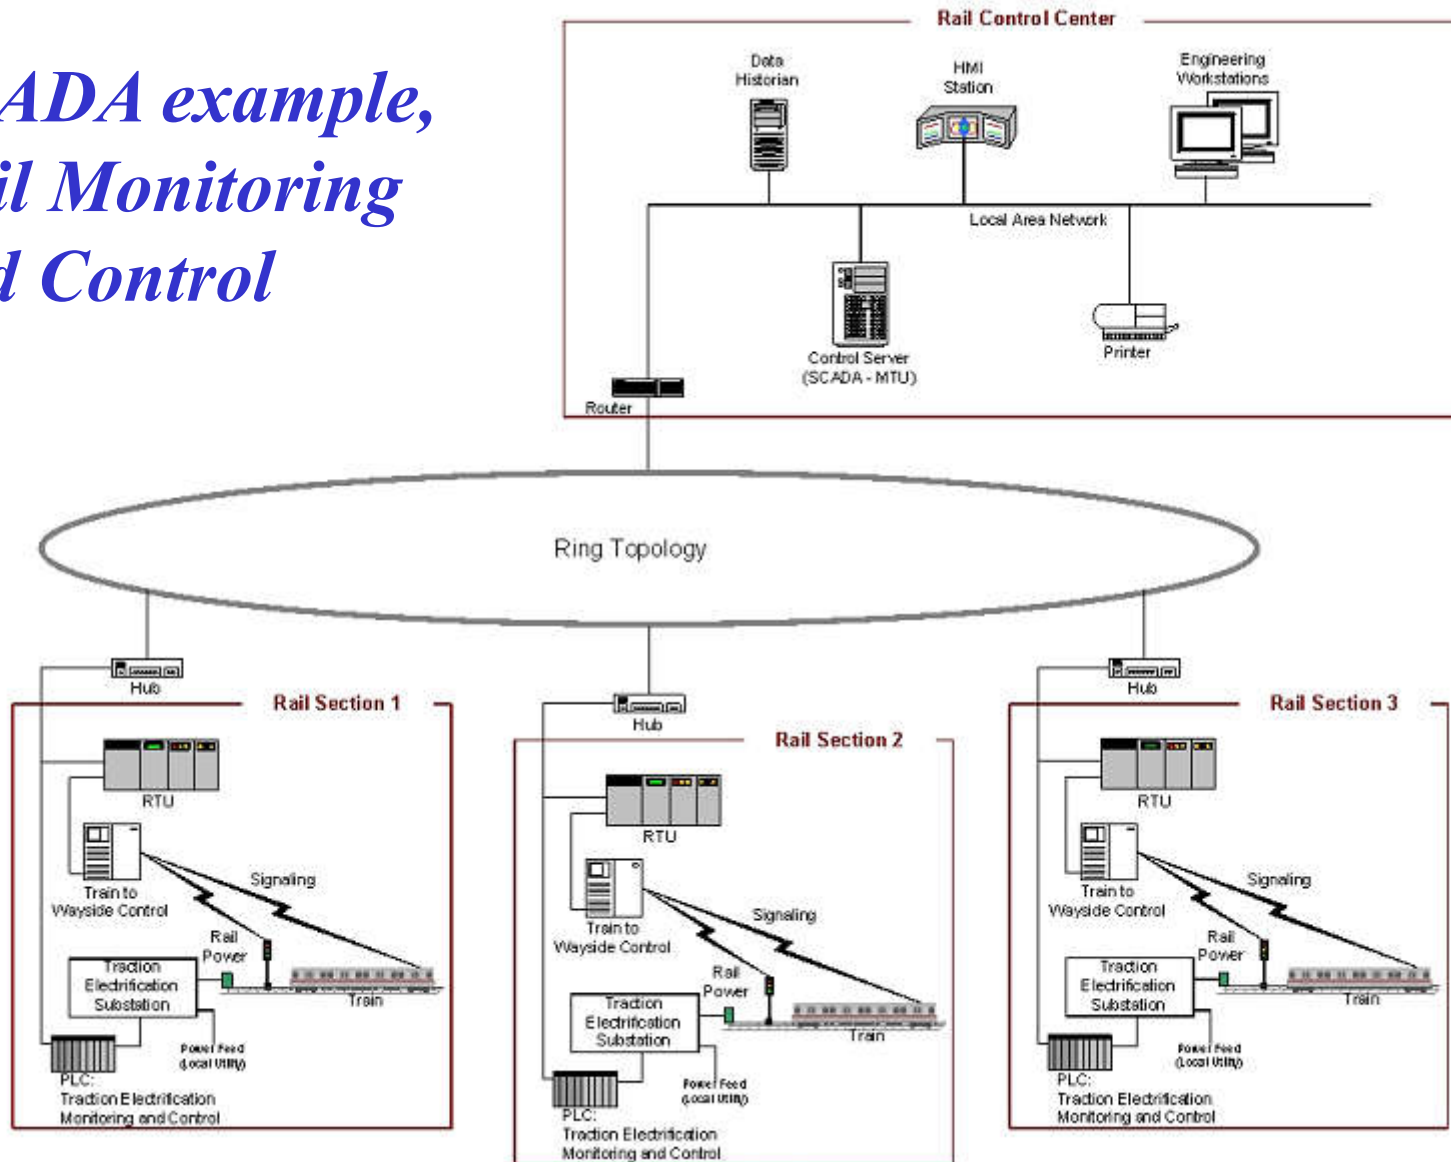 ADA example,
il Monitoring
d Control
Rail Control Center
Data
Historian
HMI
Station
Engineering
Workstations
Local Area Network
Control Server
(SCADA - MTU)
Printer
Router
Ring Topology
Hub
Rail Section 1
RTU
Train to
Wayside Control
Signaling
Rail
Power
Traction
Electrification
Substation
Train
Power Feed
(Local Utility)
PLC:
Traction Electrification
Monitoring and Control
Hub
Rail Section 2
RTU
Train to
Wayside Control
Signaling
Rail
Power
Traction
Electrification
Substation
Train
Power Feed
(Local Utility)
PLC:
Traction Electrification
Monitoring and Control
Hub
Rail Section 3
RTU
Train to
Wayside Control
Signaling
Rail
Power
Traction
Electrification
Substation
Train
Power Feed
(Local Utility)
PLC:
Traction Electrification
Monitoring and Control